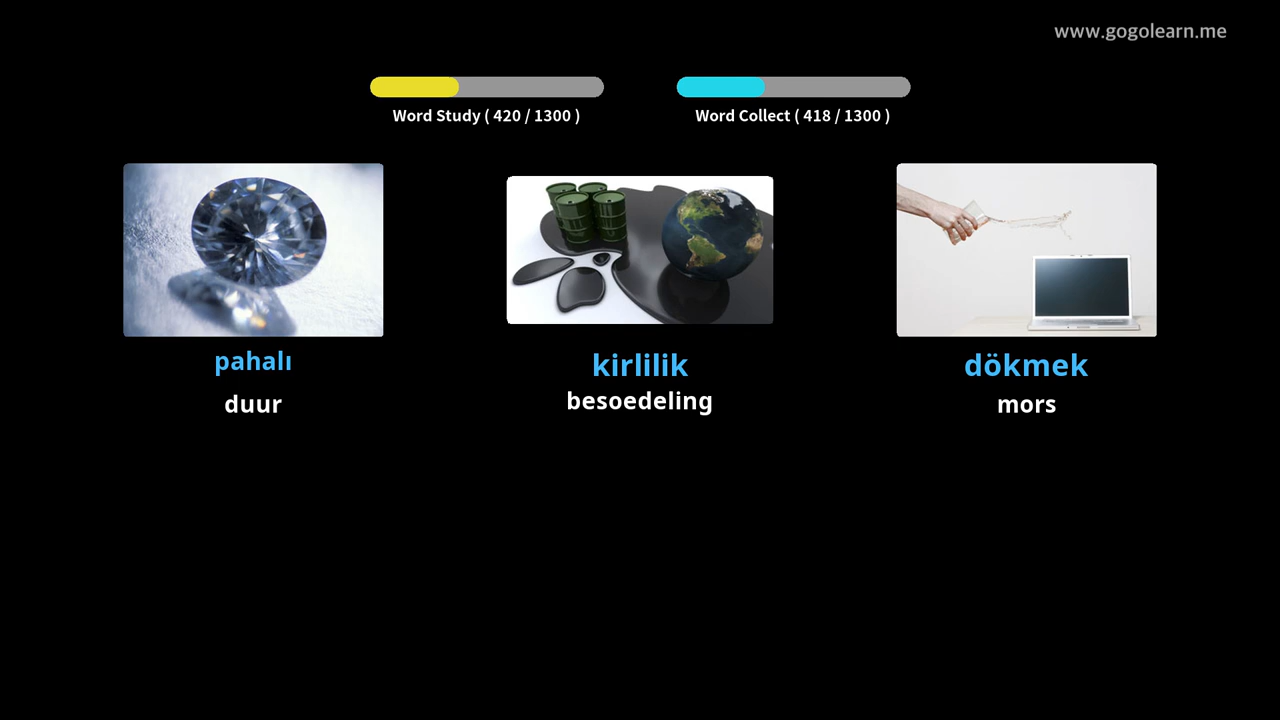 www.gogolearn.me
Word Study ( 420 / 1300 )
Word Collect ( 418 / 1300 )
pahalı
duur
kirlilik
besoedeling
dökmek
mors